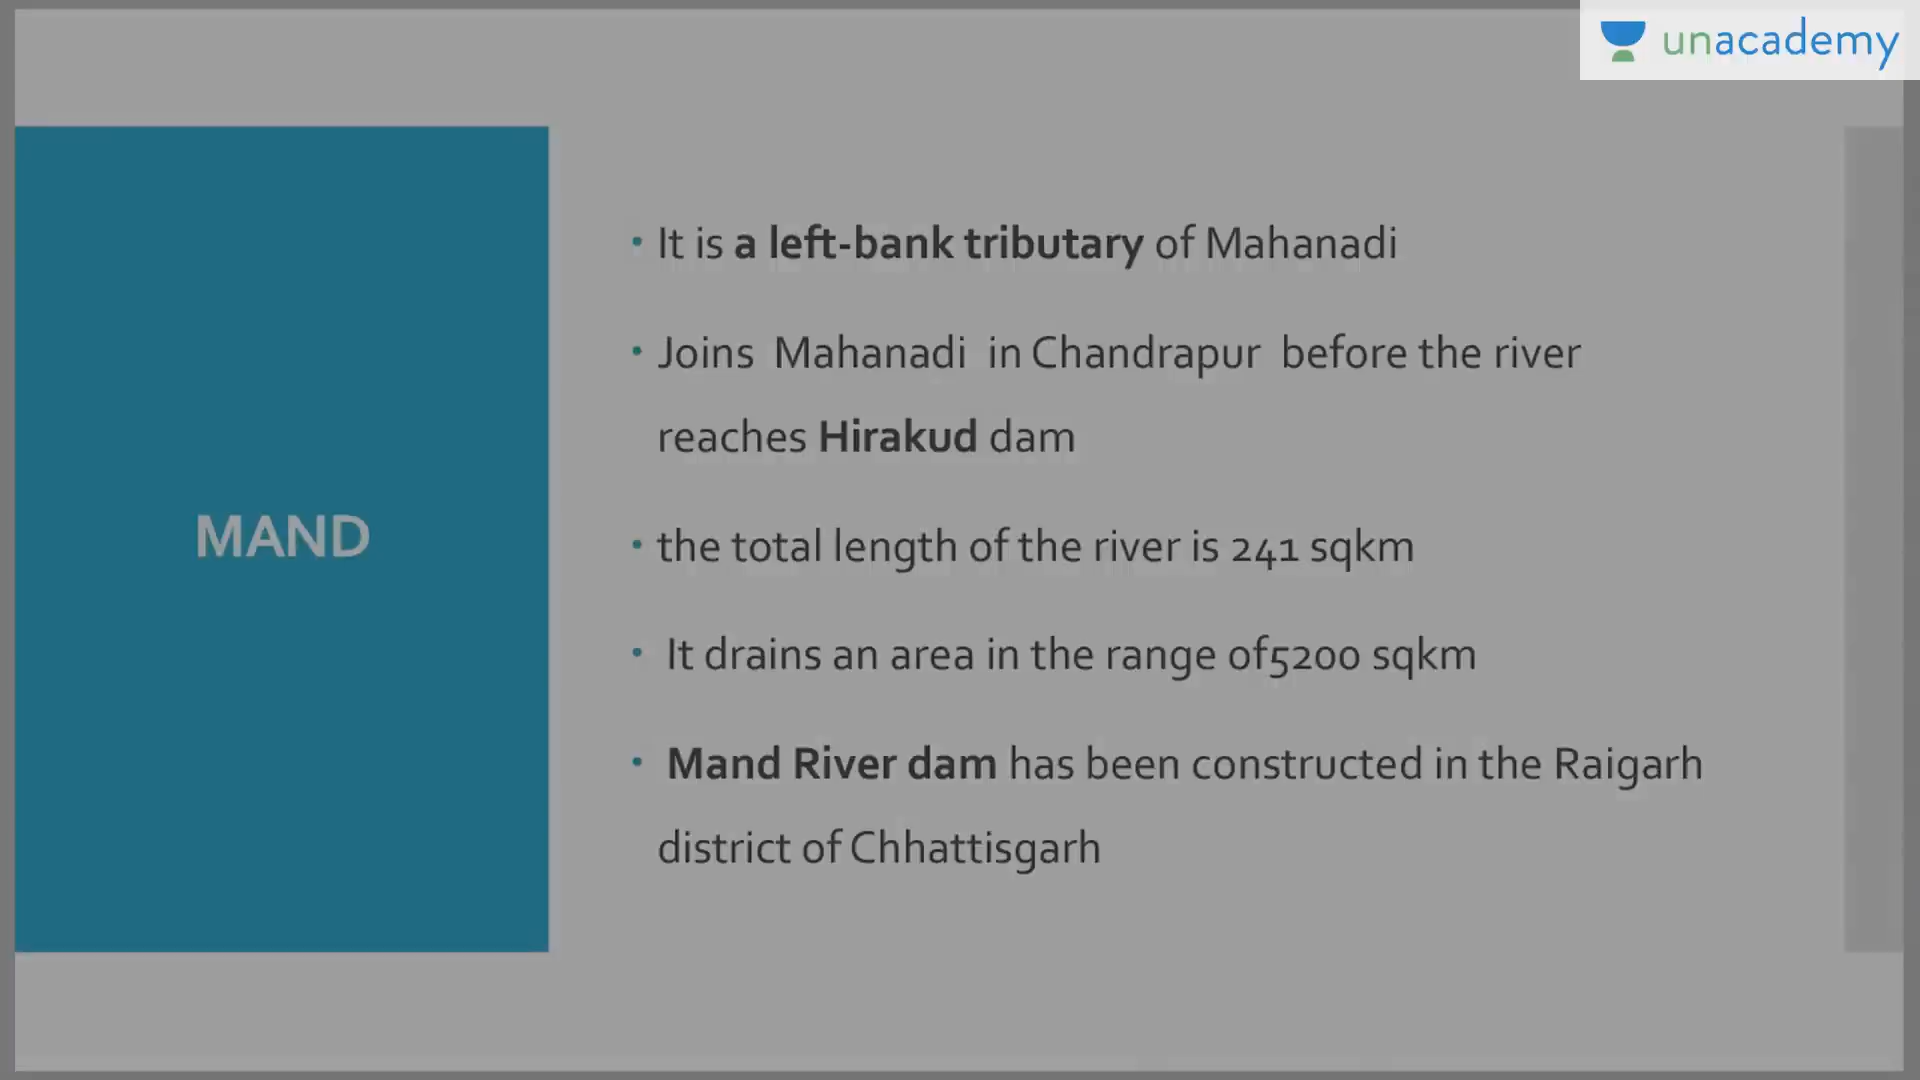 unacademy
MAND
• It is a left-bank tributary of Mahanadi
• Joins Mahanadi in Chandrapur before the river
reaches Hirakud dam
• the total length of the river is 241 sqkm
• It drains an area in the range of5200 sqkm
• Mand River dam has been constructed in the Raigarh
district of Chhattisgarh